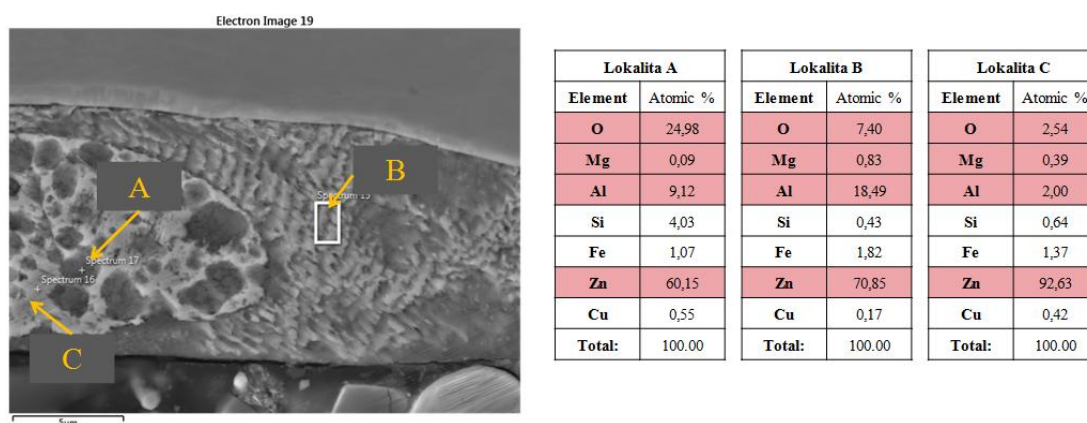 Electron Image 19
A
B
Spectrum 15
Spectrum 17
Spectrum 16
C
5µm
Lokalita A
Element Atomic %
O 24,98
Mg 0,09
Al 9,12
Si 4,03
Fe 1,07
Zn 60,15
Cu 0,55
Total: 100.00
Lokalita B
Element Atomic %
O 7,40
Mg 0,83
Al 18,49
Si 0,43
Fe 1,82
Zn 70,85
Cu 0,17
Total: 100.00
Lokalita C
Element Atomic %
O 2,54
Mg 0,39
Al 2,00
Si 0,64
Fe 1,37
Zn 92,63
Cu 0,42
Total: 100.00